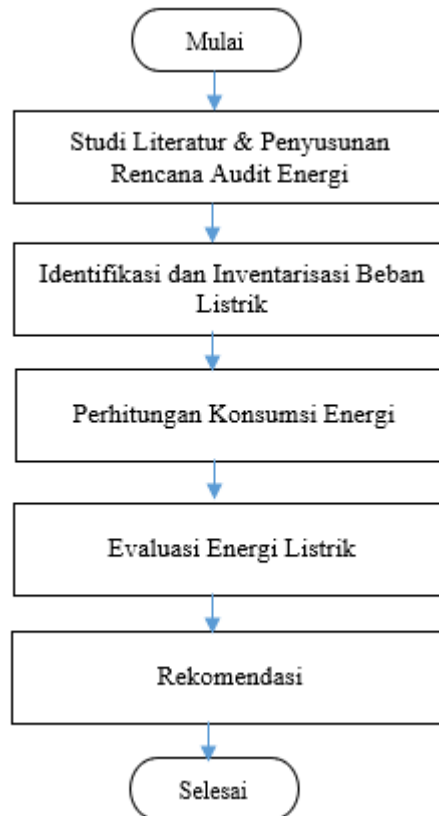 Mulai
Studi Literatur & Penyusunan
Rencana Audit Energi
Identifikasi dan Inventarisasi Beban
Listrik
Perhitungan Konsumsi Energi
Evaluasi Energi Listrik
Rekomendasi
Selesai